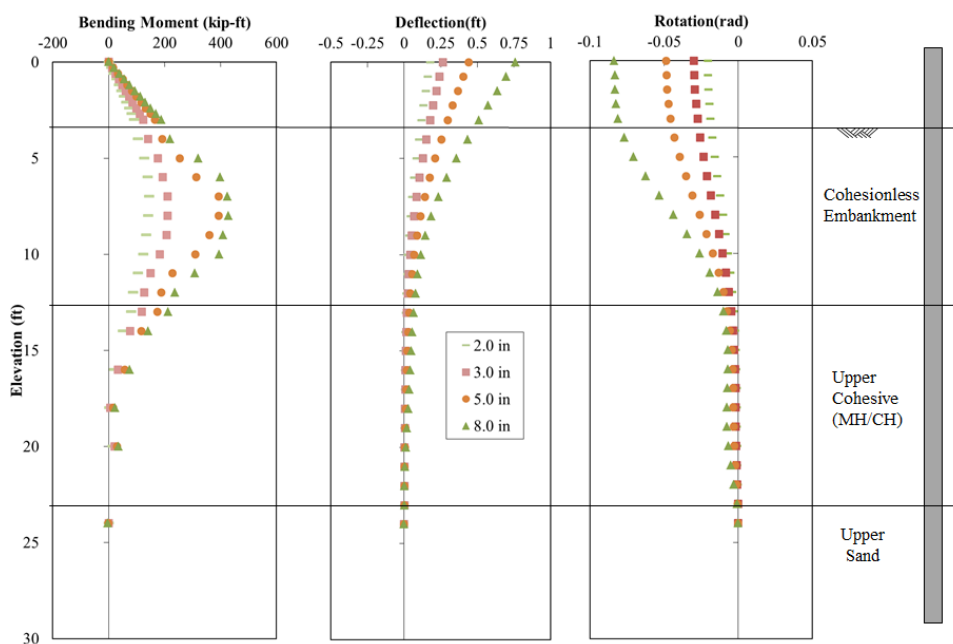 Bending Moment (kip-ft)
-200 0 200 400 600
Deflection(ft)
-0.5 -0.25 0 0.25 0.5 0.75 1
Rotation(rad)
-0.1 -0.05 0 0.05
Elevation (ft)
0
5
10
15
20
25
30
2.0 in
3.0 in
5.0 in
8.0 in
Cohesionless
Embankment
Upper
Cohesive
(MH/CH)
Upper
Sand